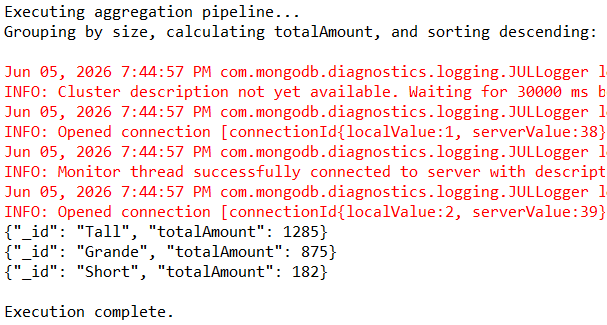 Executing aggregation pipeline...
Grouping by size, calculating totalAmount, and sorting descending:
Jun 05, 2026 7:44:57 PM com.mongodb.diagnostics.logging.JULLogger l
INFO: Cluster description not yet available. Waiting for 30000 ms b
Jun 05, 2026 7:44:57 PM com.mongodb.diagnostics.logging.JULLogger l
INFO: Opened connection [connectionId{localValue:1, serverValue:38}
Jun 05, 2026 7:44:57 PM com.mongodb.diagnostics.logging.JULLogger l
INFO: Monitor thread successfully connected to server with descript
Jun 05, 2026 7:44:57 PM com.mongodb.diagnostics.logging.JULLogger l
INFO: Opened connection [connectionId{localValue:2, serverValue:39}
{"_id": "Tall", "totalAmount": 1285}
{"_id": "Grande", "totalAmount": 875}
{"_id": "Short", "totalAmount": 182}
Execution complete.